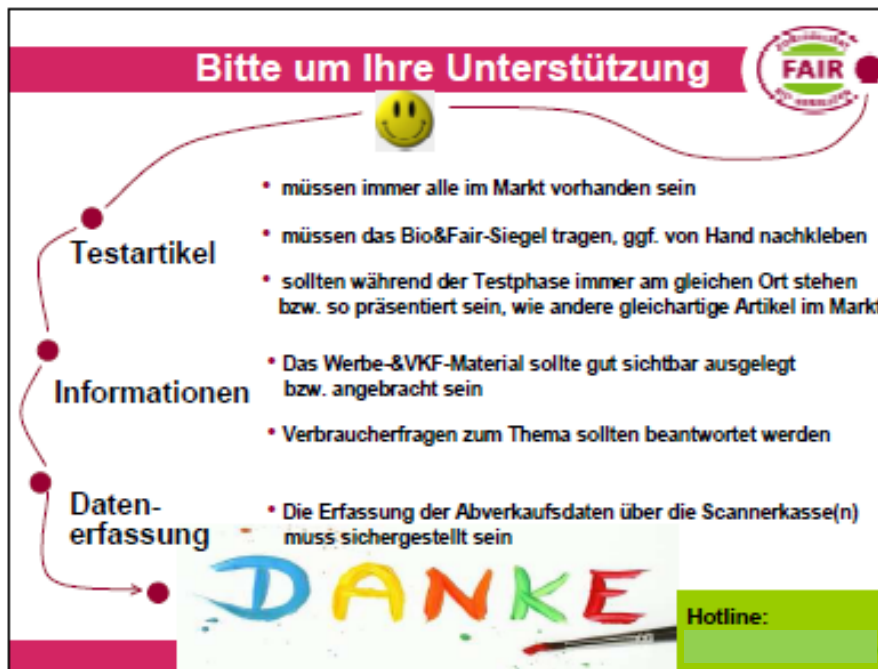 Bitte um Ihre Unterstützung
FAIR
Testartikel
• müssen immer alle im Markt vorhanden sein
• müssen das Bio&Fair-Siegel tragen, ggf. von Hand nachkleben
• sollten während der Testphase immer am gleichen Ort stehen
bzw. so präsentiert sein, wie andere gleichartige Artikel im Markt
Informationen
• Das Werbe-&VKF-Material sollte gut sichtbar ausgelegt
bzw. angebracht sein
• Verbraucherfragen zum Thema sollten beantwortet werden
Daten-
erfassung
• Die Erfassung der Abverkaufsdaten über die Scannerkasse(n)
muss sichergestellt sein
DANKE
Hotline: